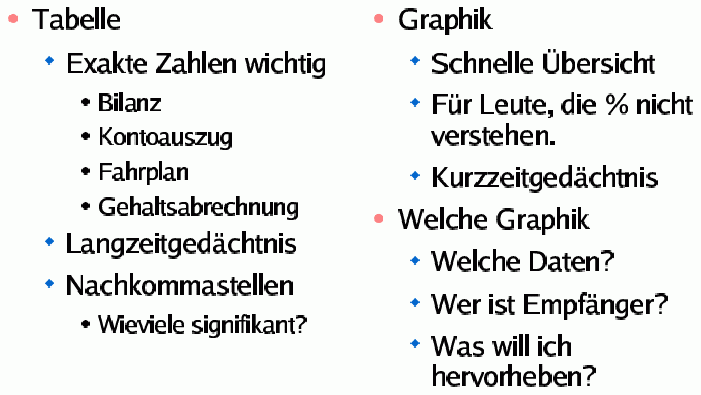 Tabelle
Exakte Zahlen wichtig
Bilanz
Kontoauszug
Fahrplan
Gehaltsabrechnung
Langzeitgedächtnis
Nachkommastellen
Wieviele signifikant?
Graphik
Schnelle Übersicht
Für Leute, die % nicht
verstehen.
Kurzzeitgedächtnis
Welche Graphik
Welche Daten?
Wer ist Empfänger?
Was will ich
hervorheben?